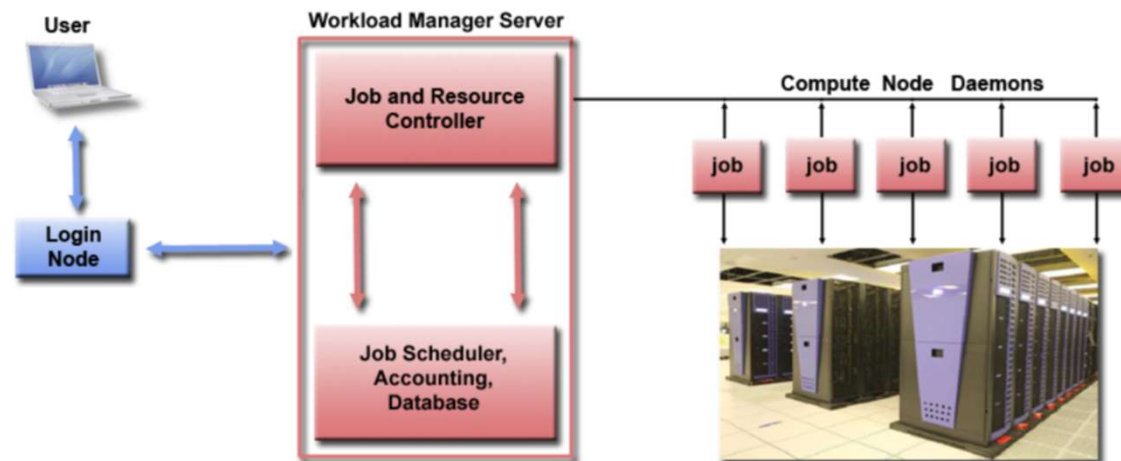 User
Workload Manager Server
Job and Resource
Controller
Compute Node Daemons
job
job
job
job
job
Login
Node
Job Scheduler,
Accounting,
Database